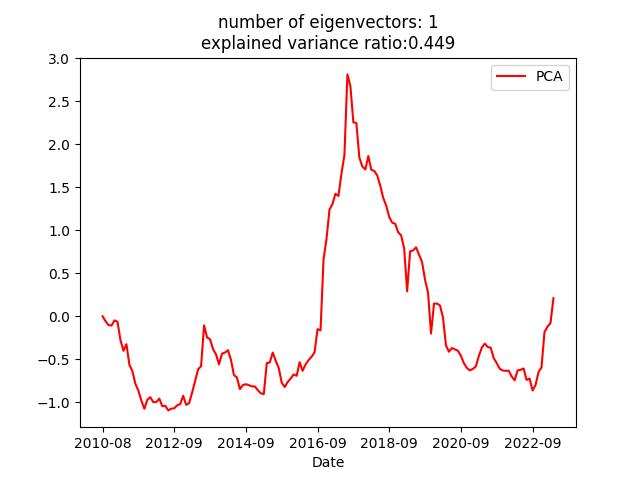 number of eigenvectors: 1
explained variance ratio:0.449
PCA
3.0
2.5
2.0
1.5
1.0
0.5
0.0
−0.5
−1.0
2010-08 2012-09 2014-09 2016-09 2018-09 2020-09 2022-09
Date